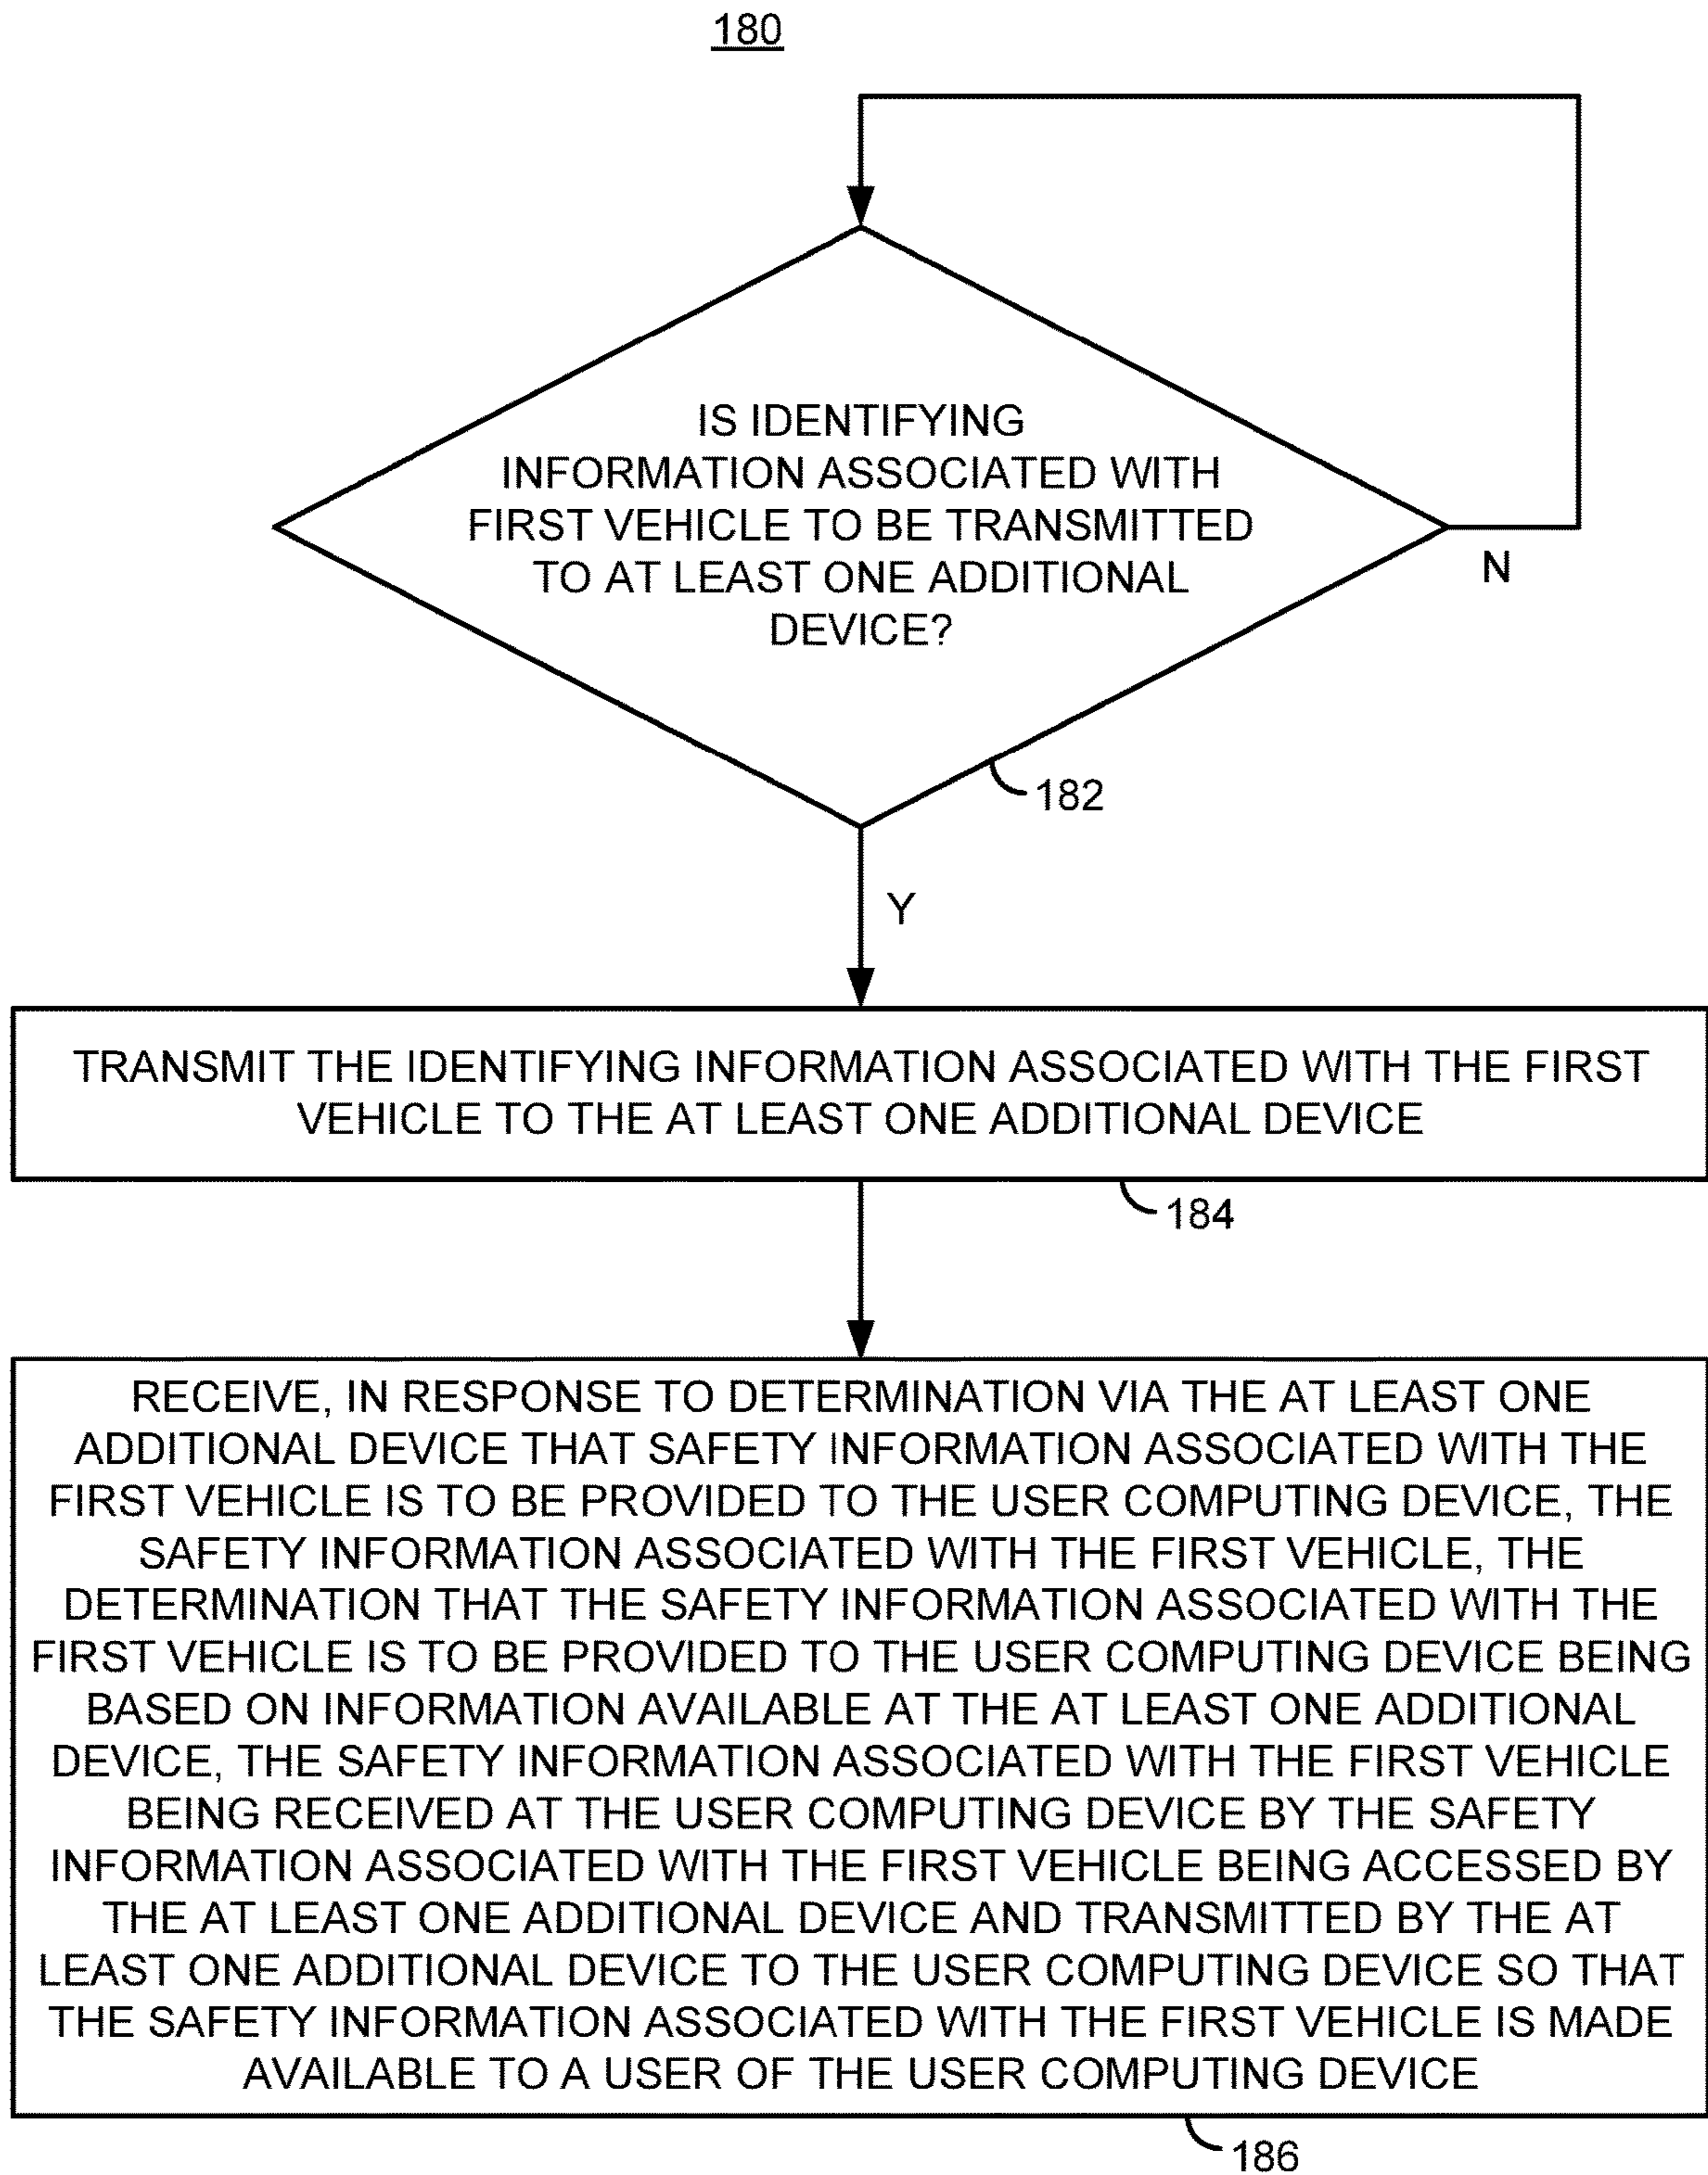 180
IS IDENTIFYING
INFORMATION ASSOCIATED WITH
FIRST VEHICLE TO BE TRANSMITTED
TO AT LEAST ONE ADDITIONAL
DEVICE?
N
182
Y
TRANSMIT THE IDENTIFYING INFORMATION ASSOCIATED WITH THE FIRST
VEHICLE TO THE AT LEAST ONE ADDITIONAL DEVICE
184
RECEIVE, IN RESPONSE TO DETERMINATION VIA THE AT LEAST ONE
ADDITIONAL DEVICE THAT SAFETY INFORMATION ASSOCIATED WITH THE
FIRST VEHICLE IS TO BE PROVIDED TO THE USER COMPUTING DEVICE, THE
SAFETY INFORMATION ASSOCIATED WITH THE FIRST VEHICLE, THE
DETERMINATION THAT THE SAFETY INFORMATION ASSOCIATED WITH THE
FIRST VEHICLE IS TO BE PROVIDED TO THE USER COMPUTING DEVICE BEING
BASED ON INFORMATION AVAILABLE AT THE AT LEAST ONE ADDITIONAL
DEVICE, THE SAFETY INFORMATION ASSOCIATED WITH THE FIRST VEHICLE
BEING RECEIVED AT THE USER COMPUTING DEVICE BY THE SAFETY
INFORMATION ASSOCIATED WITH THE FIRST VEHICLE BEING ACCESSED BY
THE AT LEAST ONE ADDITIONAL DEVICE AND TRANSMITTED BY THE AT
LEAST ONE ADDITIONAL DEVICE TO THE USER COMPUTING DEVICE SO THAT
THE SAFETY INFORMATION ASSOCIATED WITH THE FIRST VEHICLE IS MADE
AVAILABLE TO A USER OF THE USER COMPUTING DEVICE
186